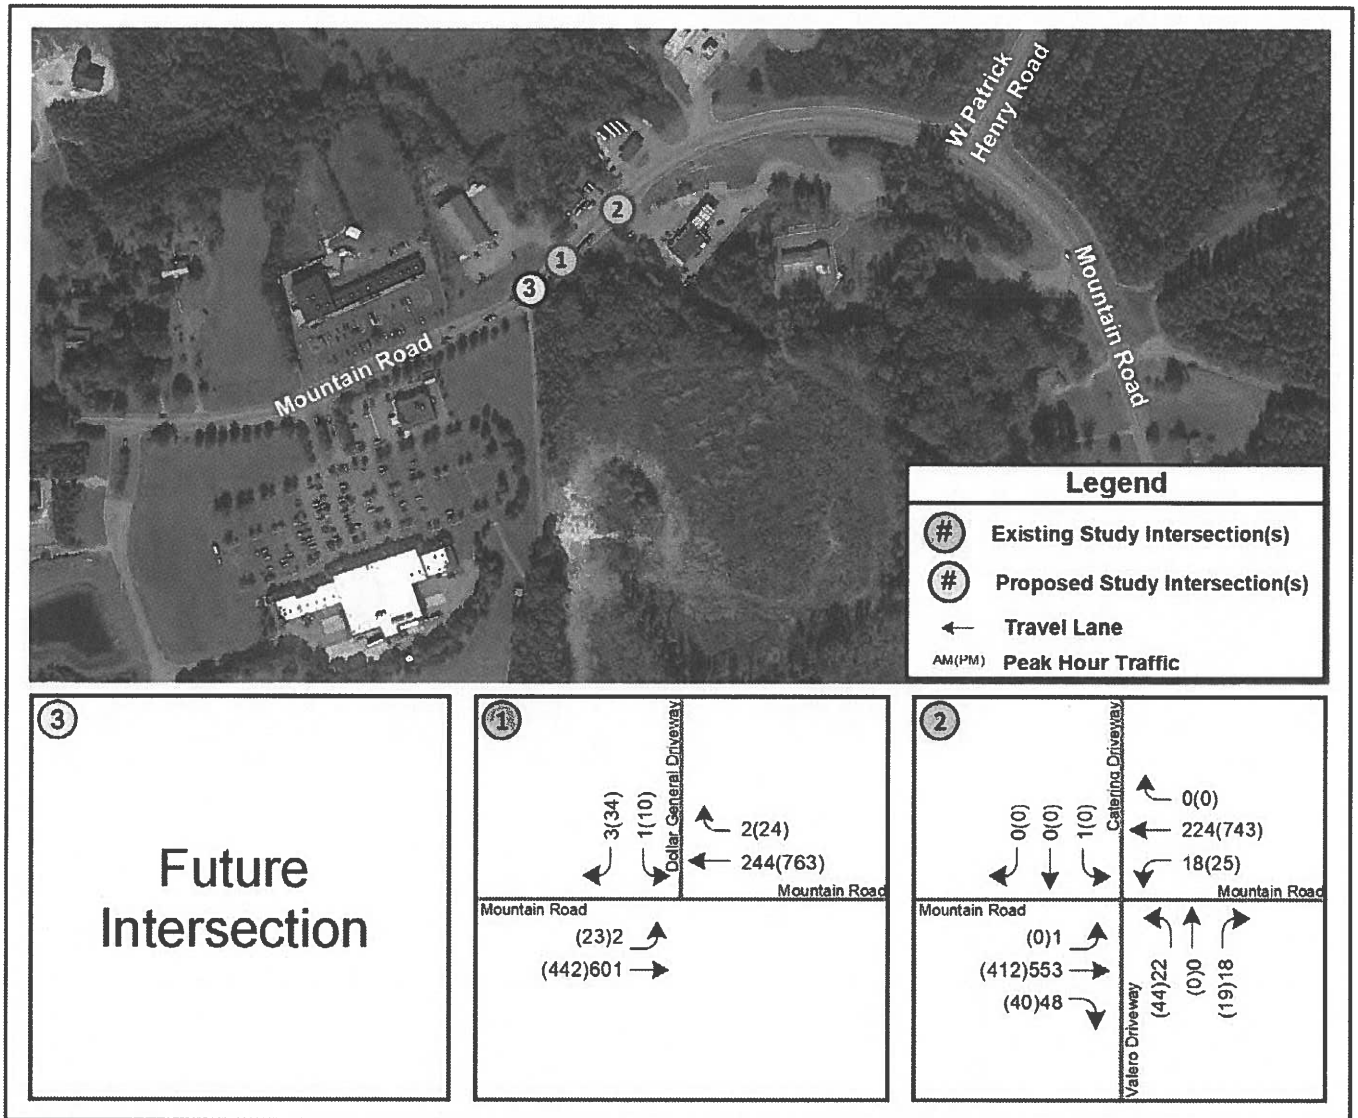 W Patrick
Henry Road
2
1
3
Mountain Road
Mountain Road
Legend
# Existing Study Intersection(s)
# Proposed Study Intersection(s)
Travel Lane
AM(PM) Peak Hour Traffic
3
Future
Intersection
1
Dollar General Driveway
3(34)
1(10)
2(24)
244(763)
Mountain Road
Mountain Road
(23)2
(442)601
2
Catering Driveway
0(0)
0(0)
1(0)
0(0)
224(743)
18(25)
Mountain Road
Mountain Road
(0)1
(412)553
(40)48
Valero Driveway
(44)22
(0)0
(19)18